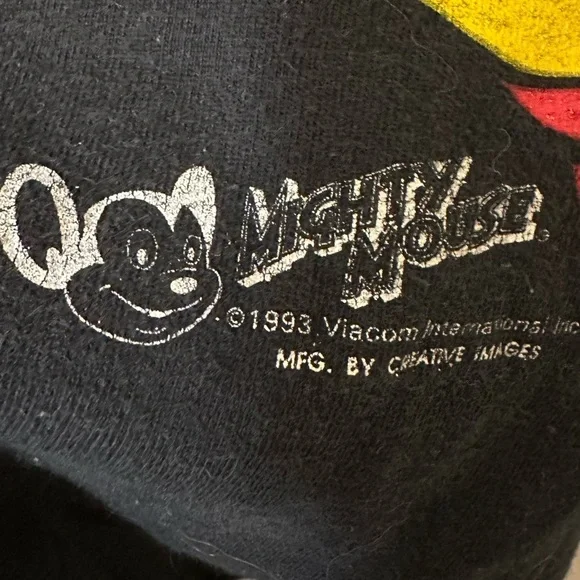 MIGHTY
MOUSE.
©1993 Viacom International Inc
MFG. BY CREATIVE IMAGES